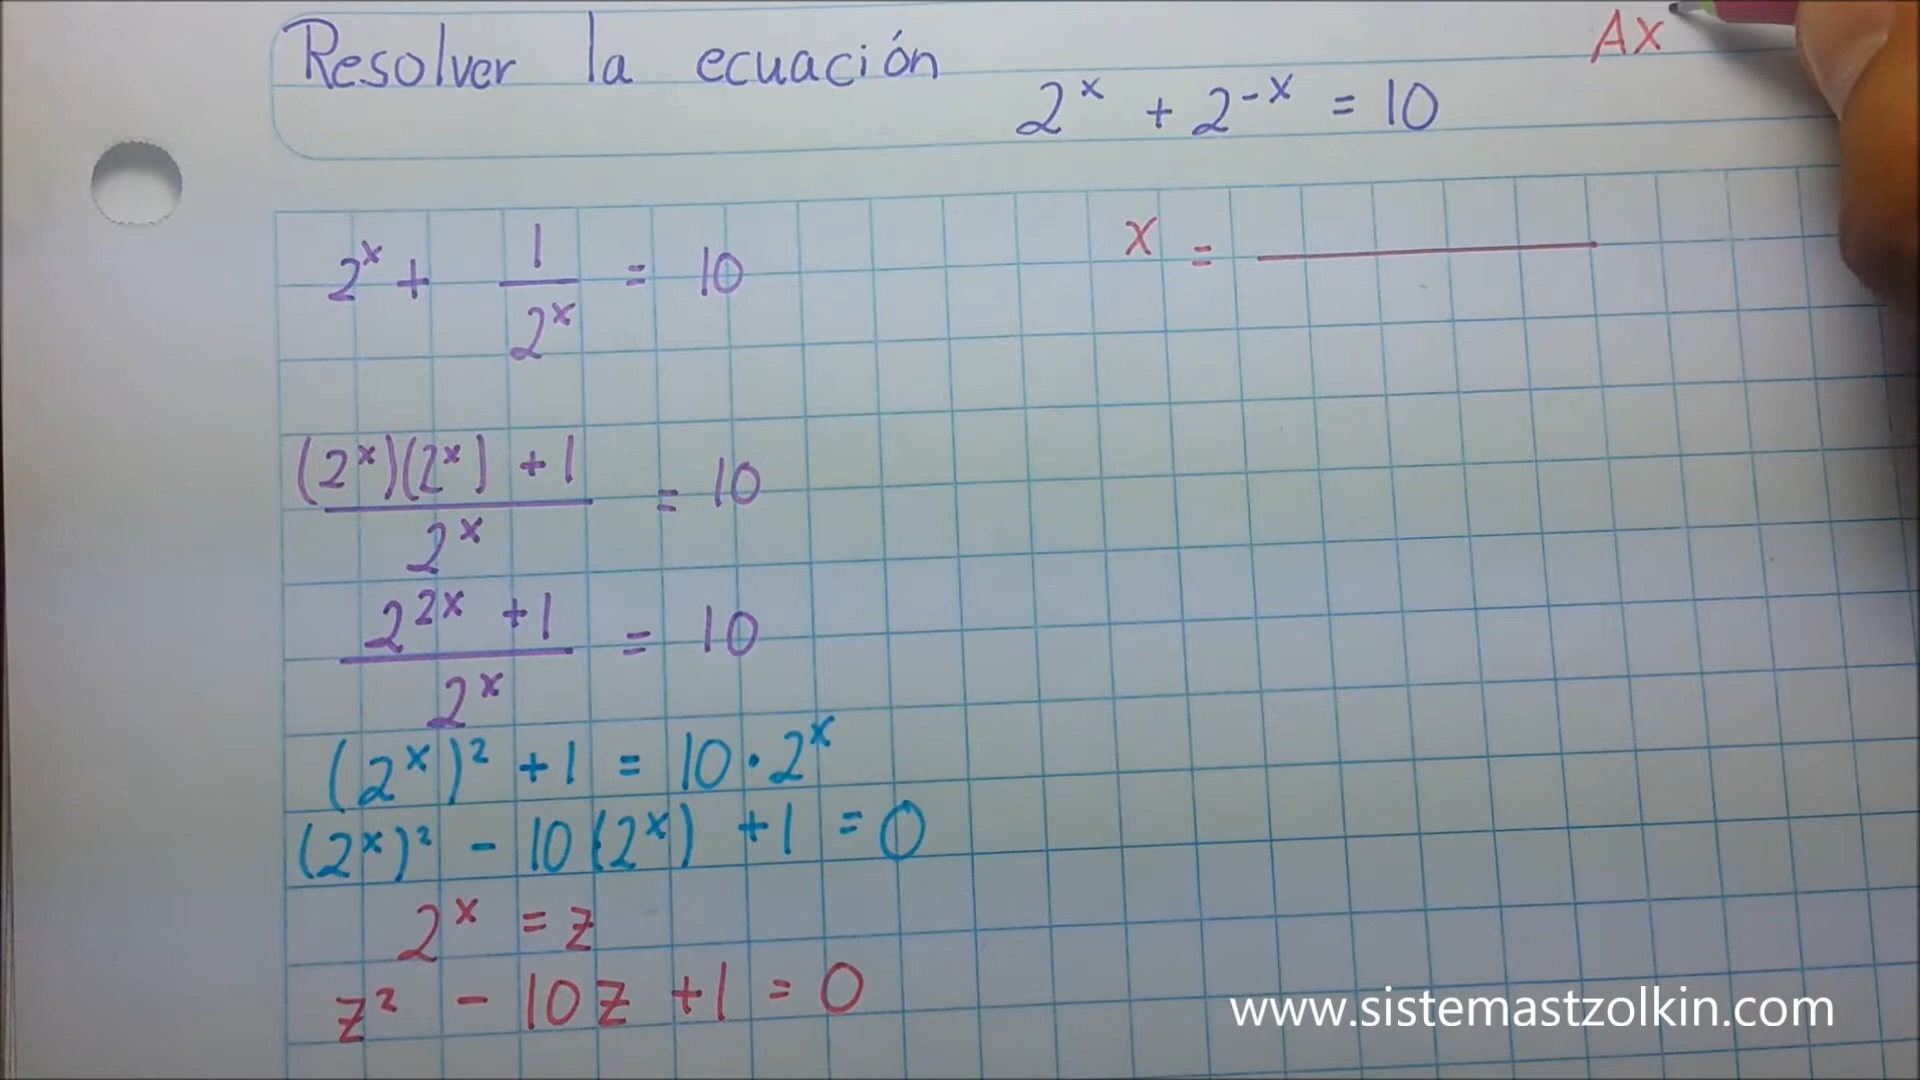 Resolver la ecuación
2^x + 2^-x = 10
Ax
2^x + 1/2^x = 10
x =
((2^x)(2^x) + 1)/2^x = 10
(2^2x + 1)/2^x = 10
(2^x)² + 1 = 10 · 2^x
(2^x)² - 10(2^x) + 1 = 0
2^x = z
z² - 10z + 1 = 0
www.sistemastzolkin.com